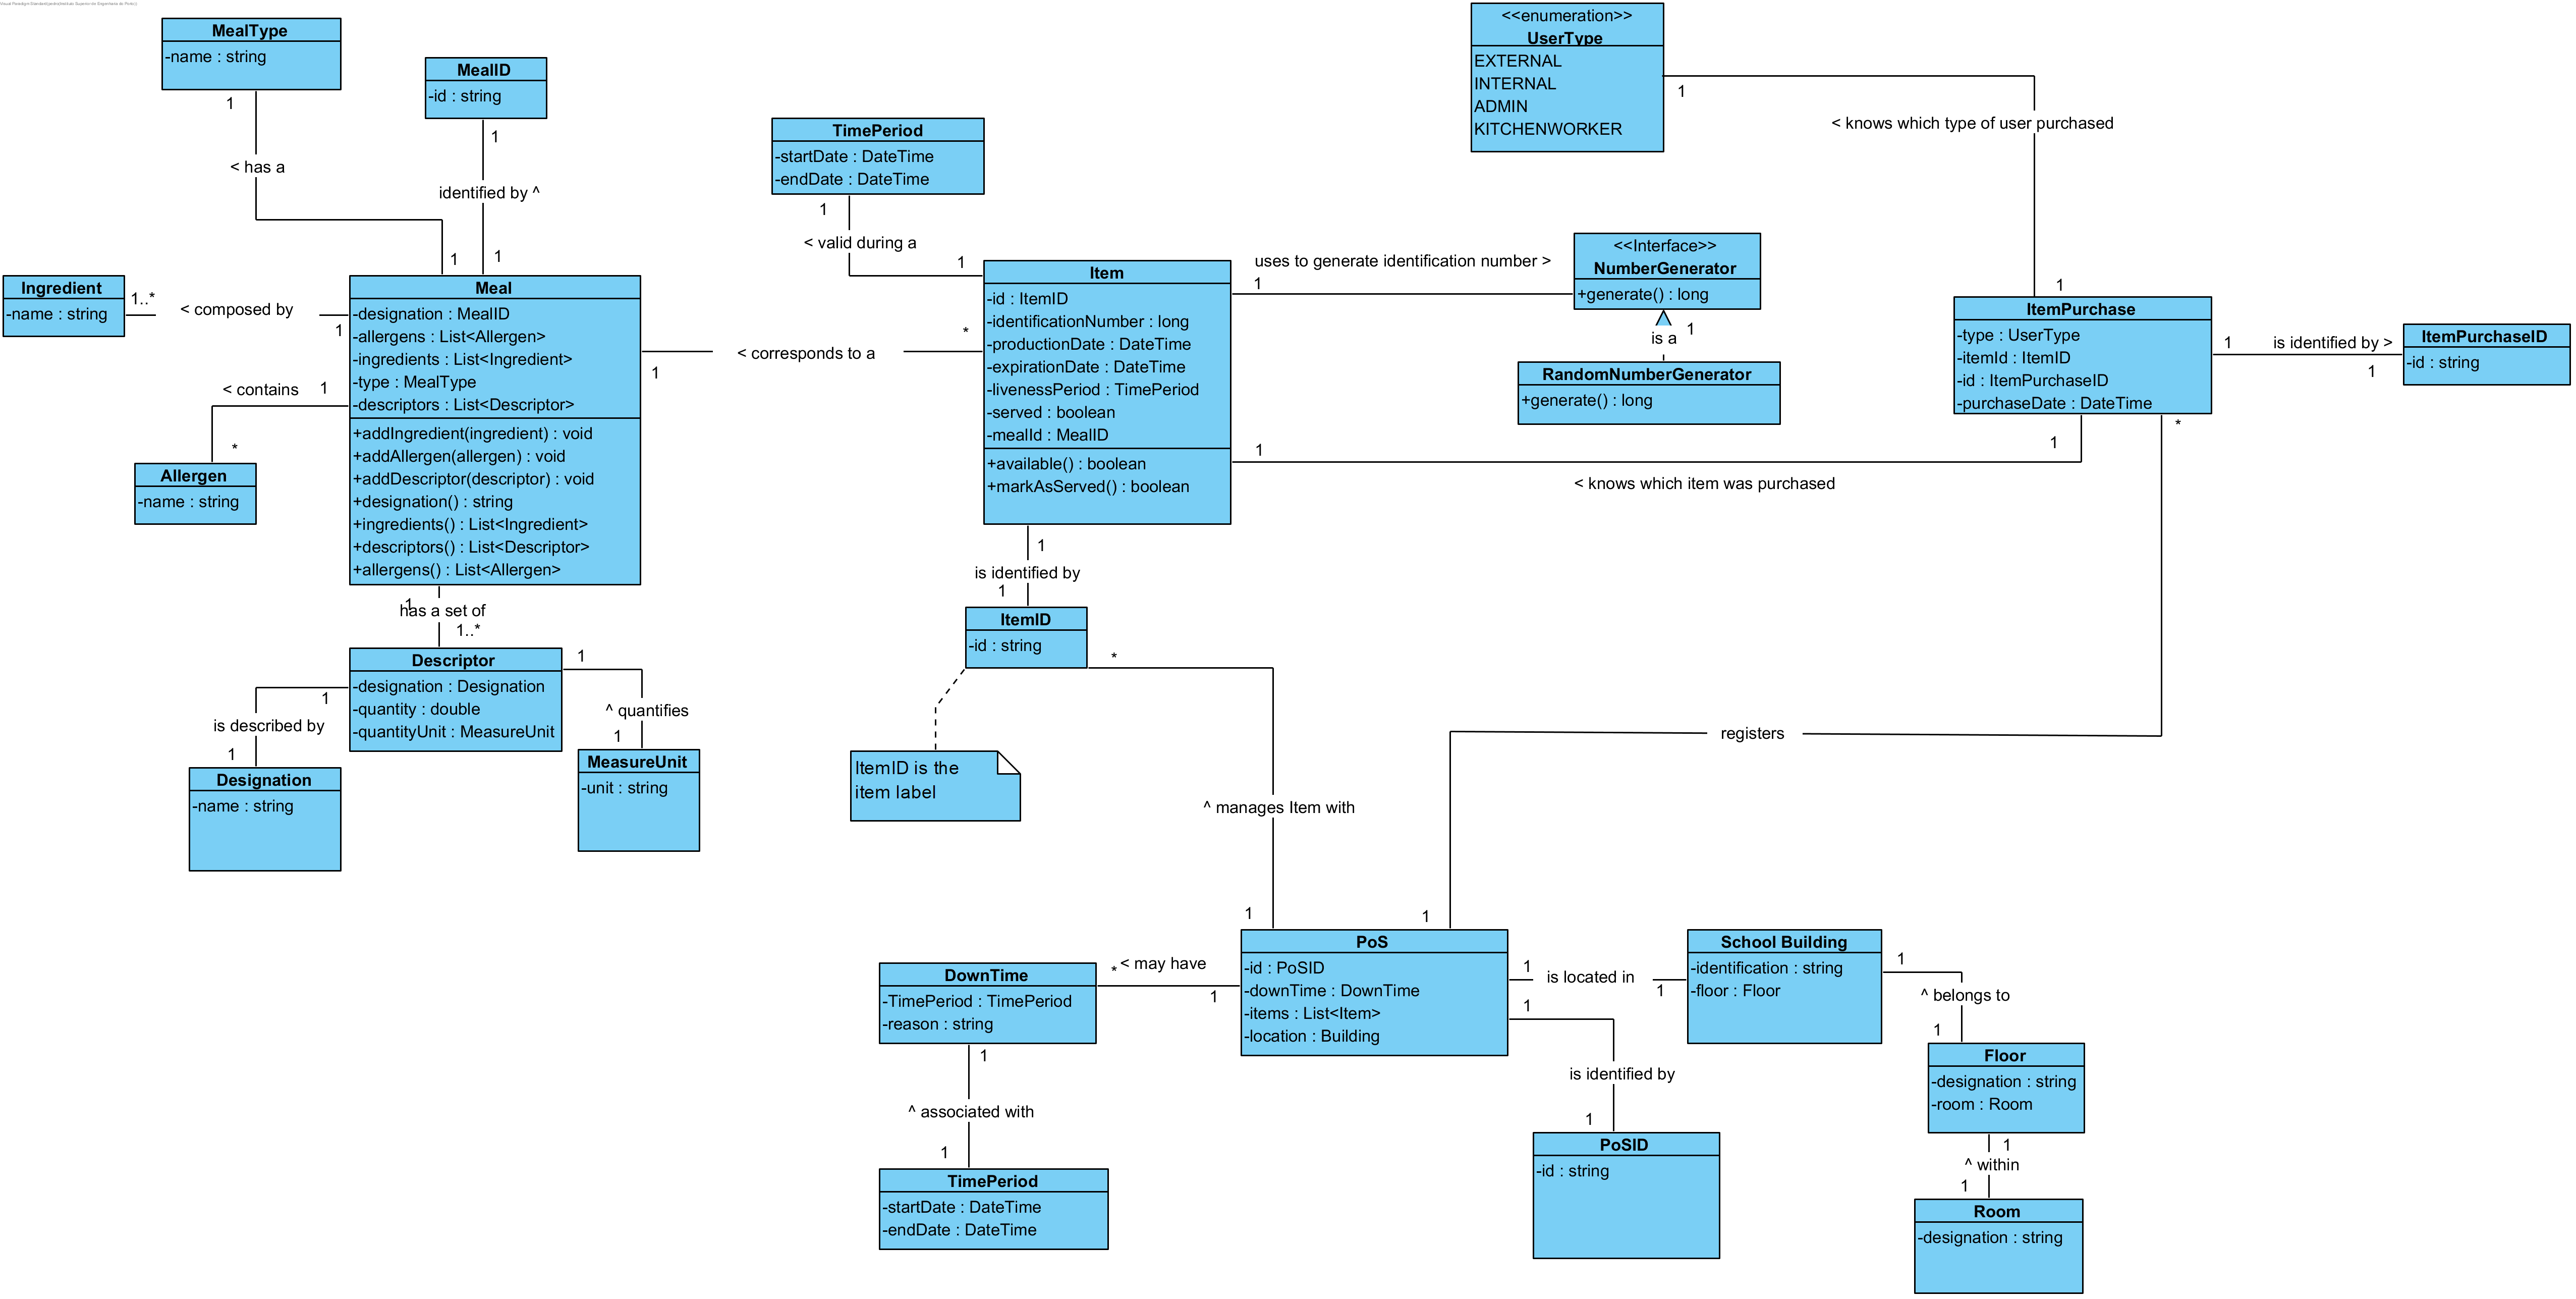 Visual Paradigm Standard(pedro(Instituto Superior de Engenharia do Porto))
MealType
-name : string
1
< has a
1
MealID
-id : string
1
identified by ^
1
Ingredient
-name : string
1..*
< composed by
1
Meal
-designation : MealID
-allergens : List<Allergen>
-ingredients : List<Ingredient>
-type : MealType
-descriptors : List<Descriptor>
+addIngredient(ingredient) : void
+addAllergen(allergen) : void
+addDescriptor(descriptor) : void
+designation() : string
+ingredients() : List<Ingredient>
+descriptors() : List<Descriptor>
+allergens() : List<Allergen>
< contains
1
*
Allergen
-name : string
1
has a set of
1..*
Descriptor
-designation : Designation
-quantity : double
-quantityUnit : MeasureUnit
1
is described by
1
Designation
-name : string
1
^ quantifies
1
MeasureUnit
-unit : string
1
< corresponds to a
*
TimePeriod
-startDate : DateTime
-endDate : DateTime
1
< valid during a
1
Item
-id : ItemID
-identificationNumber : long
-productionDate : DateTime
-expirationDate : DateTime
-livenessPeriod : TimePeriod
-served : boolean
-mealId : MealID
+available() : boolean
+markAsServed() : boolean
uses to generate identification number >
1
<<Interface>>
NumberGenerator
+generate() : long
1
is a
RandomNumberGenerator
+generate() : long
<<enumeration>>
UserType
EXTERNAL
INTERNAL
ADMIN
KITCHENWORKER
1
< knows which type of user purchased
1
ItemPurchase
-type : UserType
-itemId : ItemID
-id : ItemPurchaseID
-purchaseDate : DateTime
1
is identified by >
1
ItemPurchaseID
-id : string
1
1
< knows which item was purchased
*
1
is identified by
1
ItemID
-id : string
*
ItemID is the
item label
^ manages Item with
1
registers
1
PoS
-id : PoSID
-downTime : DownTime
-items : List<Item>
-location : Building
* < may have
1
DownTime
-TimePeriod : TimePeriod
-reason : string
1
^ associated with
1
TimePeriod
-startDate : DateTime
-endDate : DateTime
1
is located in
1
School Building
-identification : string
-floor : Floor
1
is identified by
1
PoSID
-id : string
1
^ belongs to
1
Floor
-designation : string
-room : Room
1
^ within
1
Room
-designation : string